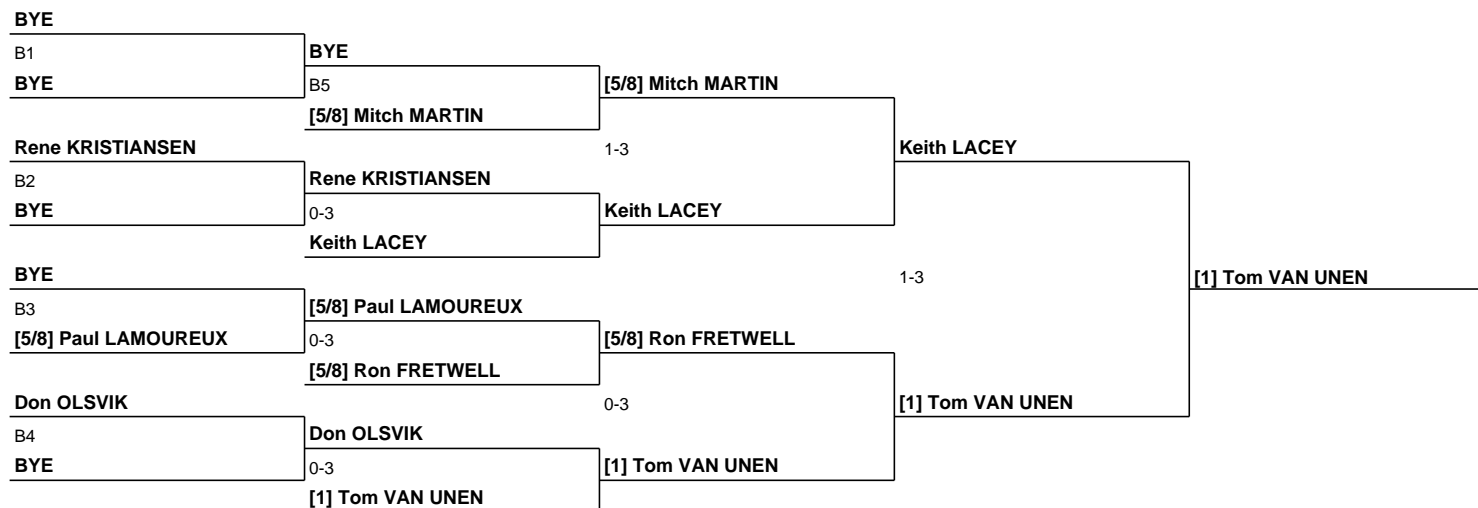 BYE
B1
BYE
BYE
B5
[5/8] Mitch MARTIN
[5/8] Mitch MARTIN
Rene KRISTIANSEN
1-3
Keith LACEY
B2
Rene KRISTIANSEN
BYE
0-3
Keith LACEY
Keith LACEY
BYE
1-3
[1] Tom VAN UNEN
B3
[5/8] Paul LAMOUREUX
[5/8] Paul LAMOUREUX
0-3
[5/8] Ron FRETWELL
[5/8] Ron FRETWELL
Don OLSVIK
0-3
[1] Tom VAN UNEN
B4
Don OLSVIK
BYE
0-3
[1] Tom VAN UNEN
[1] Tom VAN UNEN